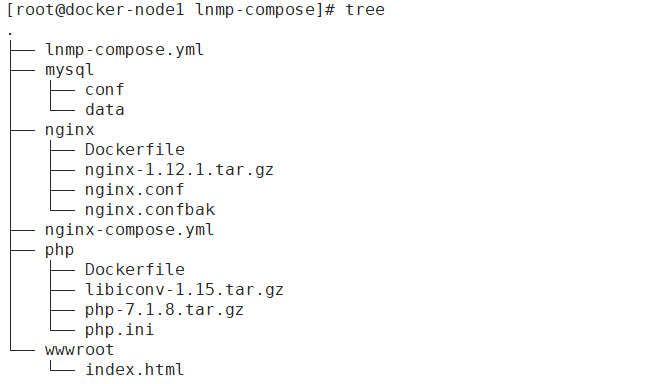 [root@docker-node1 lnmp-compose]# tree
.
├── lnmp-compose.yml
├── mysql
│   ├── conf
│   └── data
├── nginx
│   ├── Dockerfile
│   ├── nginx-1.12.1.tar.gz
│   ├── nginx.conf
│   └── nginx.confbak
├── nginx-compose.yml
├── php
│   ├── Dockerfile
│   ├── libiconv-1.15.tar.gz
│   ├── php-7.1.8.tar.gz
│   └── php.ini
└── wwwroot
    └── index.html